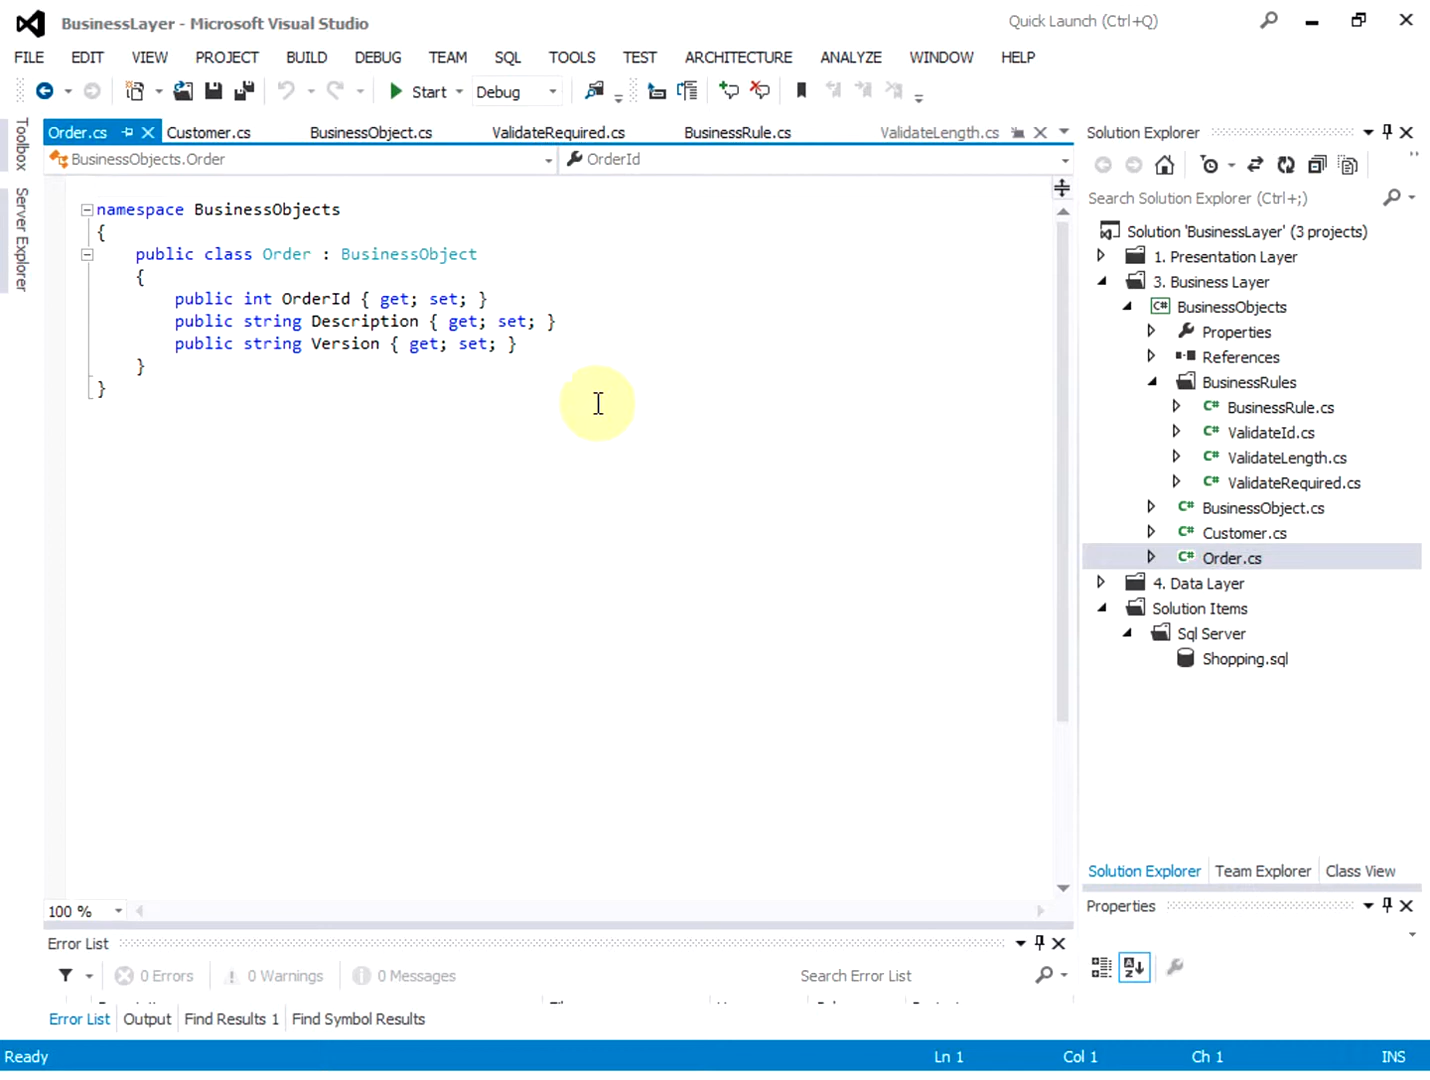 BusinessLayer - Microsoft Visual Studio
Quick Launch (Ctrl+Q)
FILE EDIT VIEW PROJECT BUILD DEBUG TEAM SQL TOOLS TEST ARCHITECTURE ANALYZE WINDOW HELP
Start Debug
Toolbox
Server Explorer
Order.cs Customer.cs BusinessObject.cs ValidateRequired.cs BusinessRule.cs ValidateLength.cs
BusinessObjects.Order OrderId
namespace BusinessObjects
{
public class Order : BusinessObject
{
public int OrderId { get; set; }
public string Description { get; set; }
public string Version { get; set; }
}
}
100 %
Solution Explorer
Search Solution Explorer (Ctrl+;)
Solution 'BusinessLayer' (3 projects)
1. Presentation Layer
3. Business Layer
C# BusinessObjects
Properties
References
BusinessRules
C# BusinessRule.cs
C# ValidateId.cs
C# ValidateLength.cs
C# ValidateRequired.cs
C# BusinessObject.cs
C# Customer.cs
C# Order.cs
4. Data Layer
Solution Items
Sql Server
Shopping.sql
Solution Explorer Team Explorer Class View
Properties
Error List
0 Errors 0 Warnings 0 Messages Search Error List
Error List Output Find Results 1 Find Symbol Results
Ready Ln 1 Col 1 Ch 1 INS